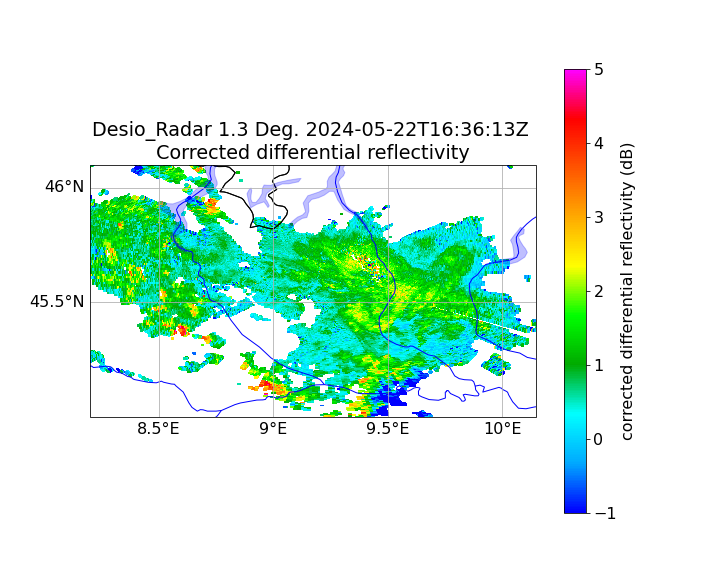 Desio_Radar 1.3 Deg. 2024-05-22T16:36:13Z
Corrected differential reflectivity
46°N
45.5°N
8.5°E
9°E
9.5°E
10°E
5
4
3
2
1
0
−1
corrected differential reflectivity (dB)